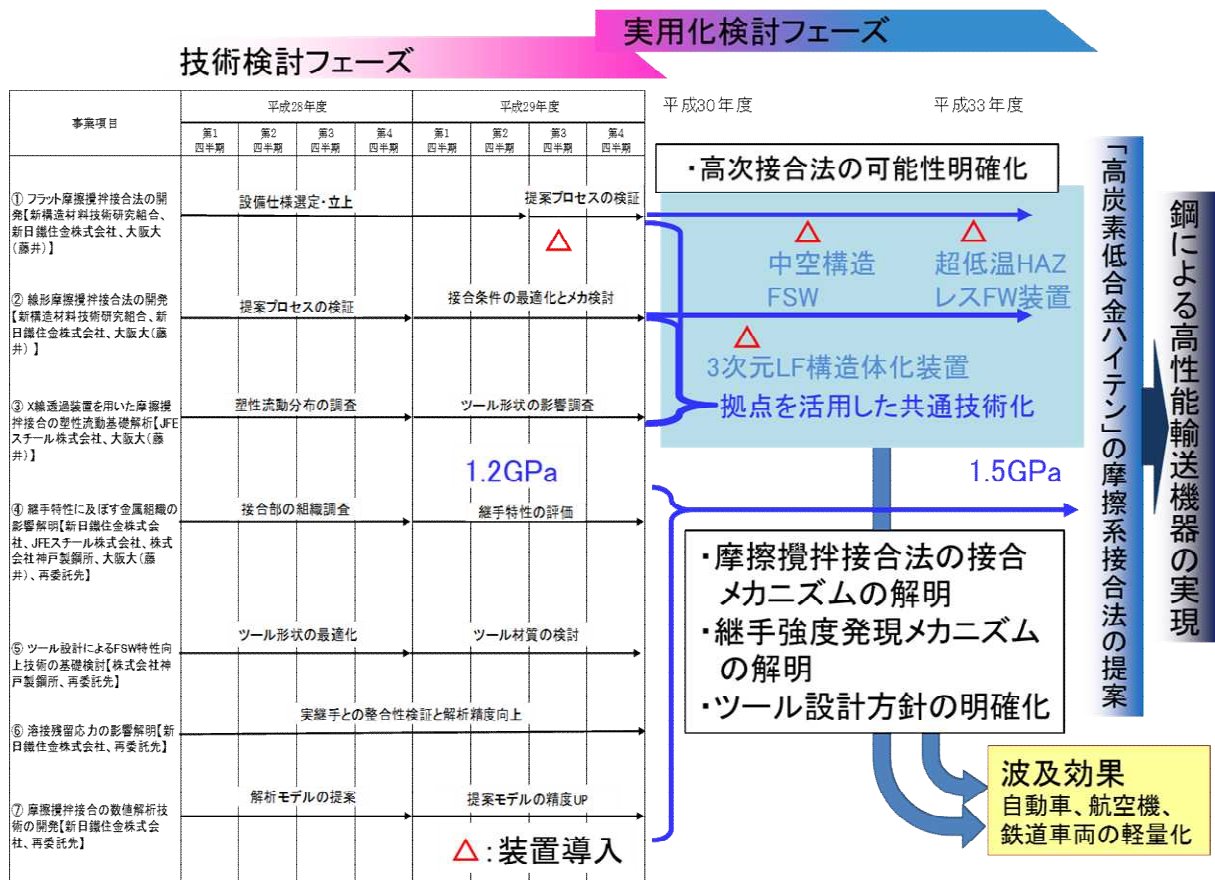 実用化検討フェーズ
技術検討フェーズ
事業項目
平成28年度
平成29年度
平成30年度
平成33年度
第1
四半期
第2
四半期
第3
四半期
第4
四半期
第1
四半期
第2
四半期
第3
四半期
第4
四半期
① フラット摩擦攪拌接合法の開
発【新構造材料技術研究組合、
新日鐵住金株式会社、大阪大
(藤井)】
設備仕様選定・立上
提案プロセスの検証
② 線形摩擦攪拌接合法の開発
【新構造材料技術研究組合、新
日鐵住金株式会社、大阪大(藤
井)】
提案プロセスの検証
接合条件の最適化とメカ検討
③ X線透過装置を用いた摩擦攪
拌接合の塑性流動基礎解析【JFE
スチール株式会社、大阪大(藤
井)】
塑性流動分布の調査
ツール形状の影響調査
1.2GPa
④ 継手特性に及ぼす金属組織の
影響解明【新日鐵住金株式会
社、JFEスチール株式会社、株式
会社神戸製鋼所、大阪大(藤
井)、再委託先】
接合部の組織調査
継手特性の評価
⑤ ツール設計によるFSW特性向
上技術の基礎検討【株式会社神
戸製鋼所、再委託先】
ツール形状の最適化
ツール材質の検討
⑥ 溶接残留応力の影響解明【新
日鐵住金株式会社、再委託先】
実継手との整合性検証と解析精度向上
⑦ 摩擦攪拌接合の数値解析技
術の開発【新日鐵住金株式会
社、再委託先】
解析モデルの提案
提案モデルの精度UP
△:装置導入
・高次接合法の可能性明確化
中空構造
FSW
超低温HAZ
レスFW装置
3次元LF構造体化装置
拠点を活用した共通技術化
1.5GPa
・摩擦攪拌接合法の接合
メカニズムの解明
・継手強度発現メカニズム
の解明
・ツール設計方針の明確化
波及効果
自動車、航空機、
鉄道車両の軽量化
「高炭素低合金ハイテン」の摩擦系接合法の提案
鋼による高性能輸送機器の実現